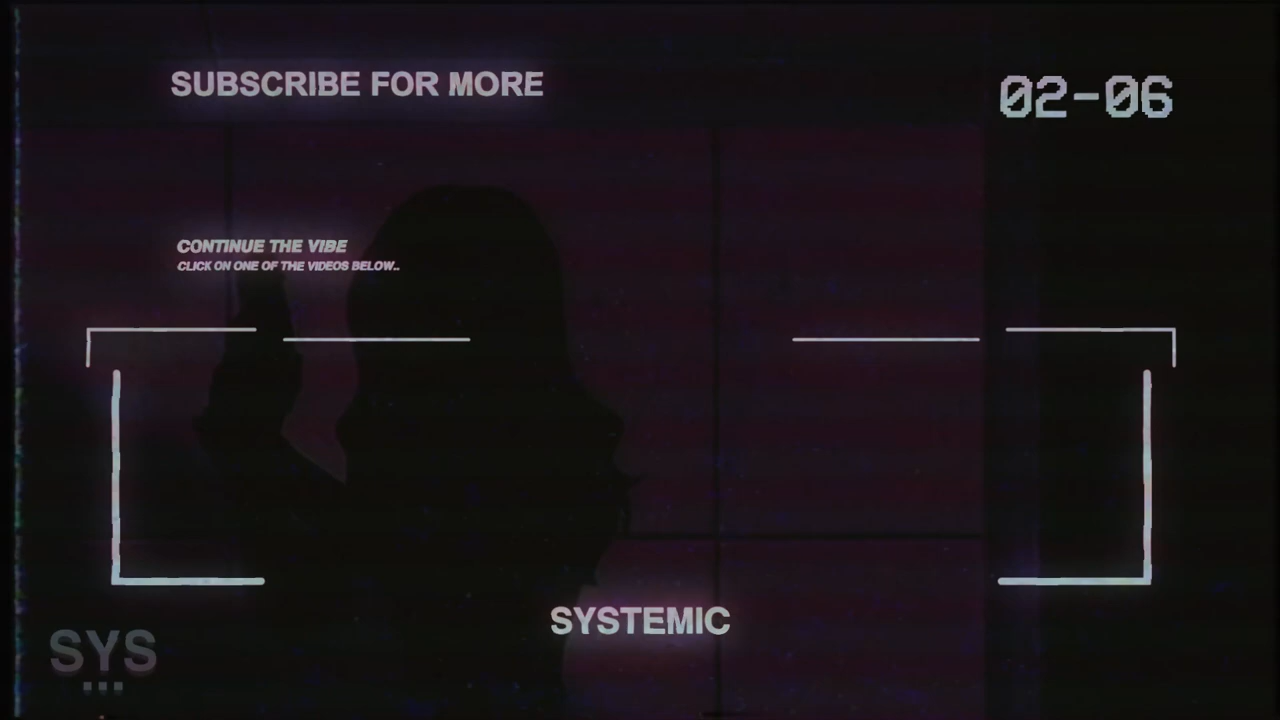 SUBSCRIBE FOR MORE
02-06
CONTINUE THE VIBE
CLICK ON ONE OF THE VIDEOS BELOW..
SYSTEMIC
SYS